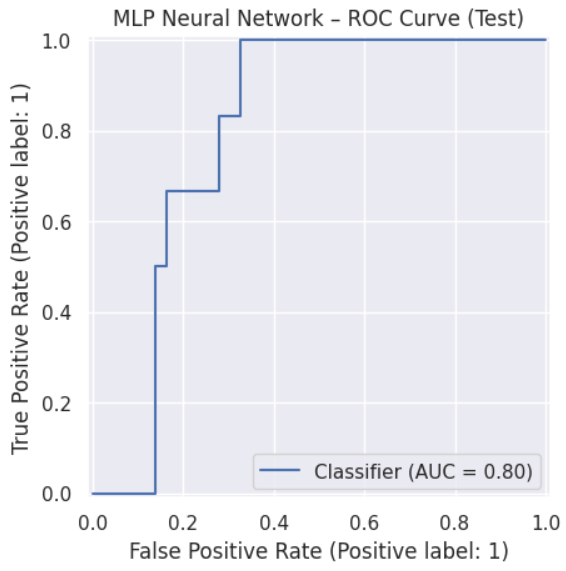 MLP Neural Network – ROC Curve (Test)
True Positive Rate (Positive label: 1)
1.0
0.8
0.6
0.4
0.2
0.0
Classifier (AUC = 0.80)
0.0 0.2 0.4 0.6 0.8 1.0
False Positive Rate (Positive label: 1)